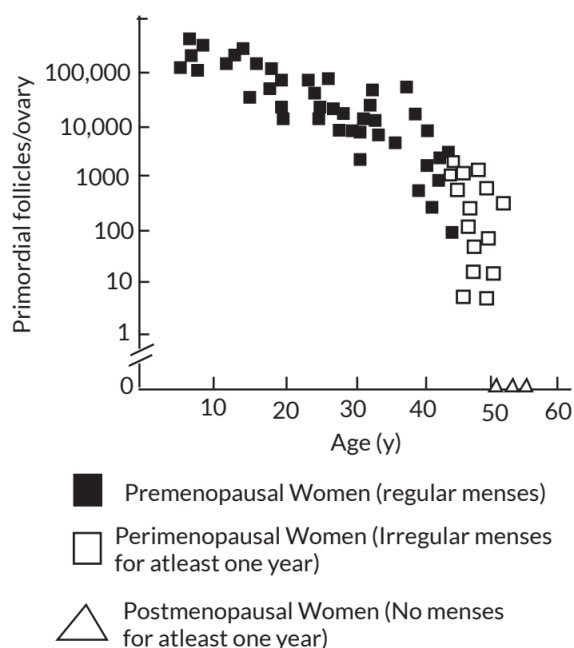 Primordial follicles/ovary
100,000
10,000
1000
100
10
1
0
10 20 30 40 50 60
Age (y)
Premenopausal Women (regular menses)
Perimenopausal Women (Irregular menses
for atleast one year)
Postmenopausal Women (No menses
for atleast one year)